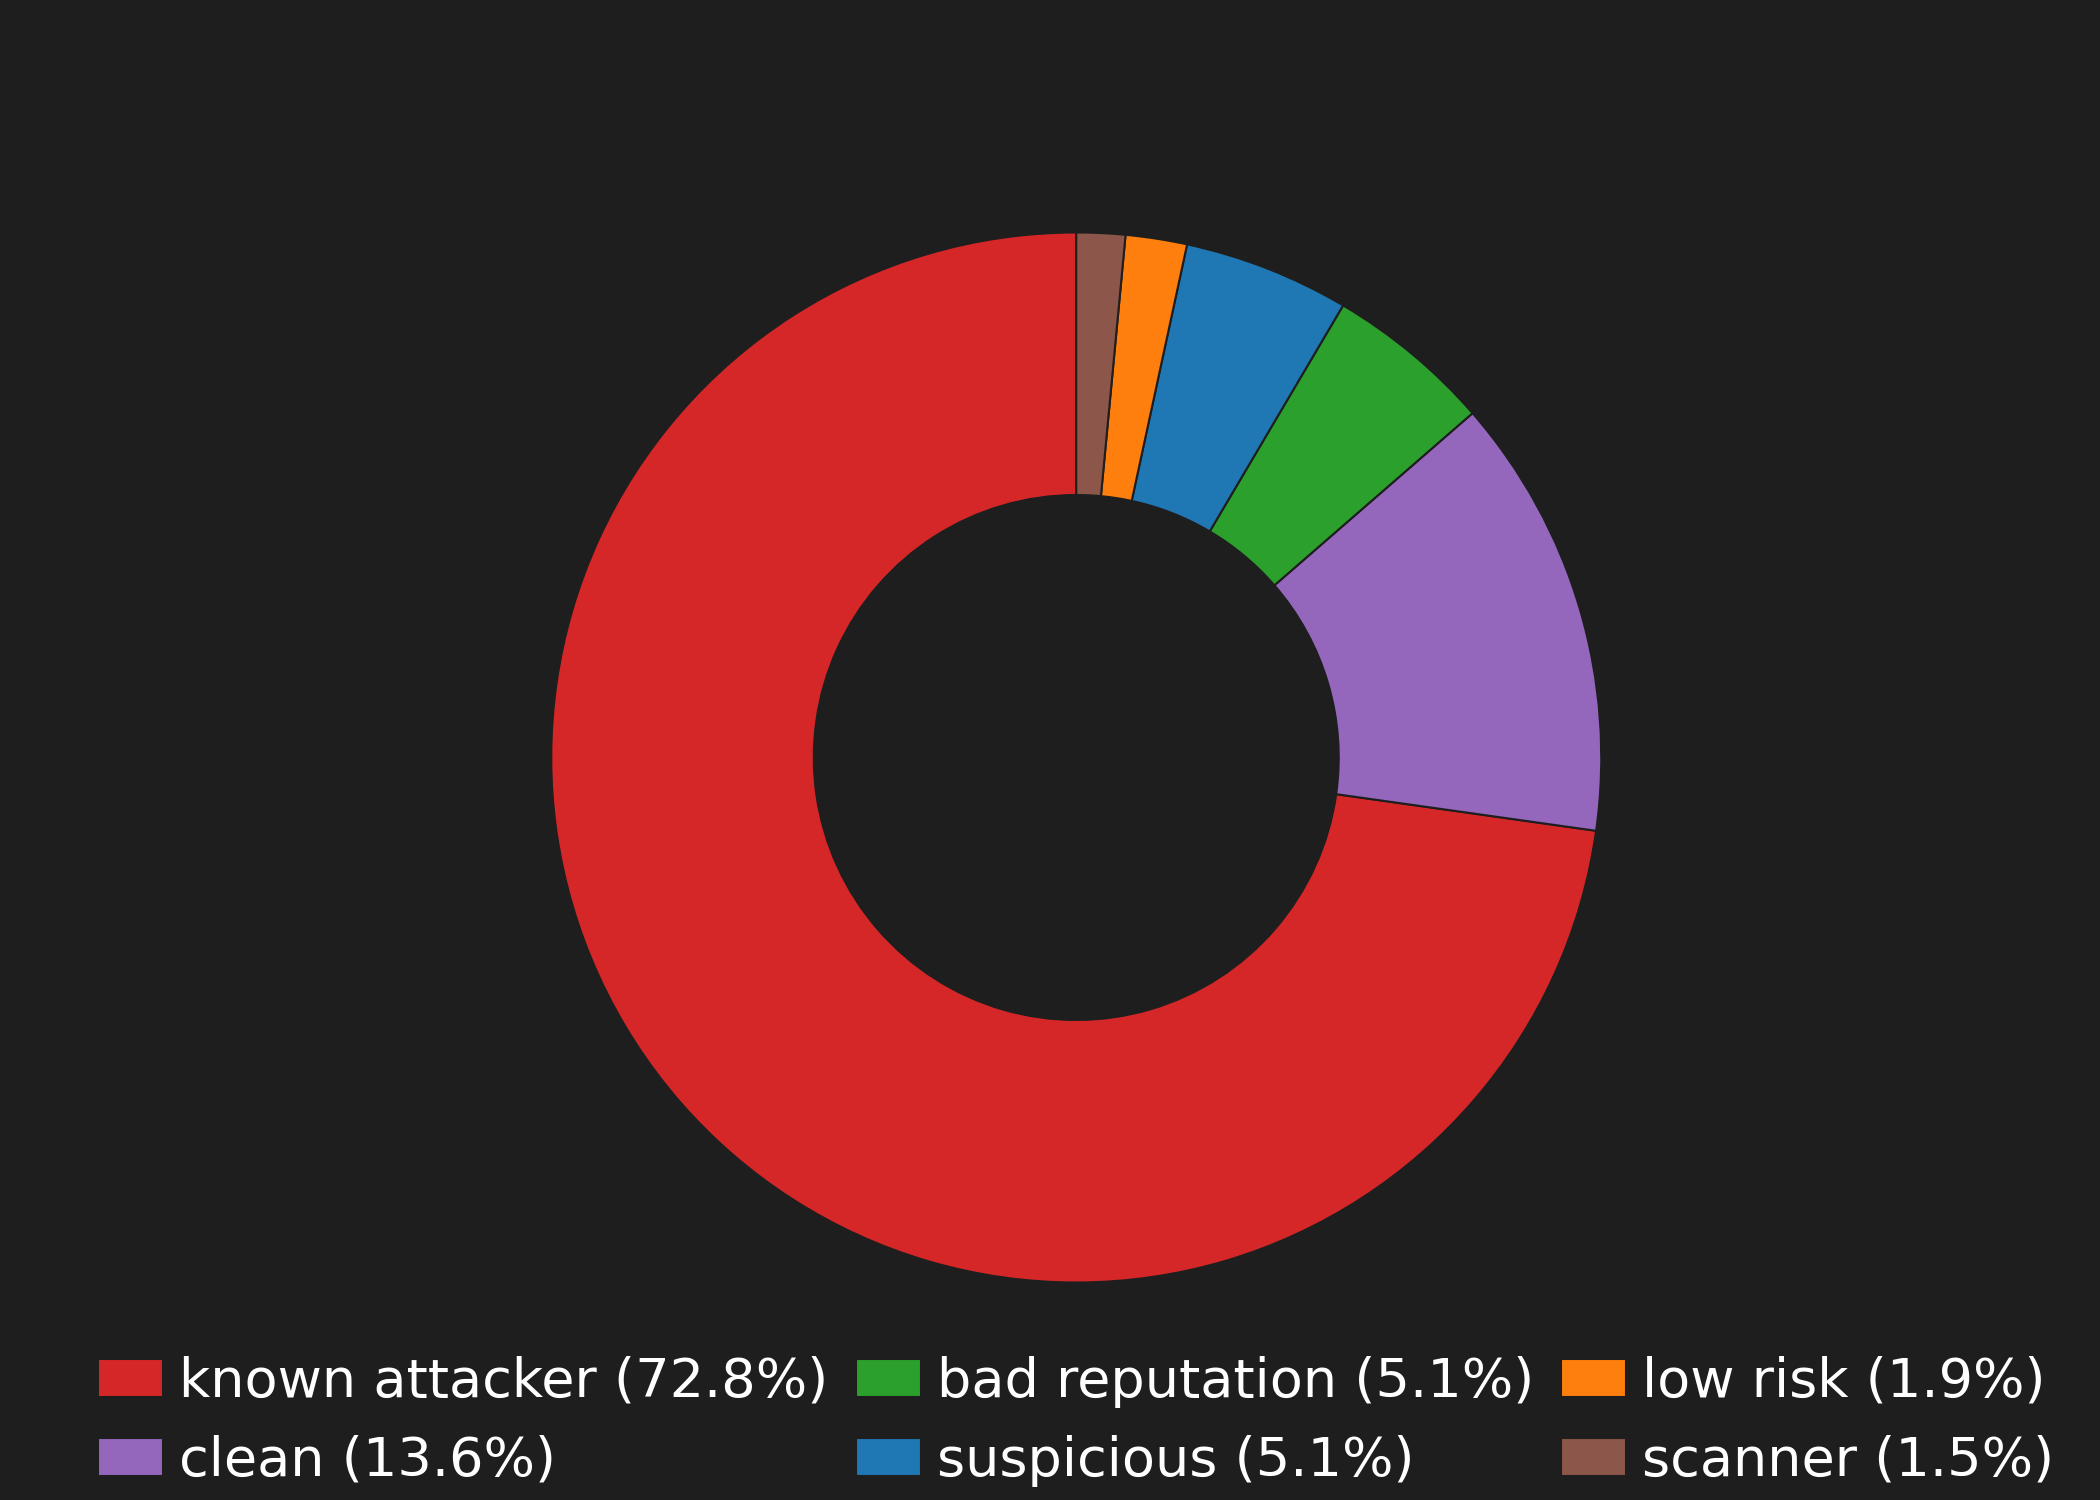 known attacker (72.8%)
clean (13.6%)
bad reputation (5.1%)
suspicious (5.1%)
low risk (1.9%)
scanner (1.5%)